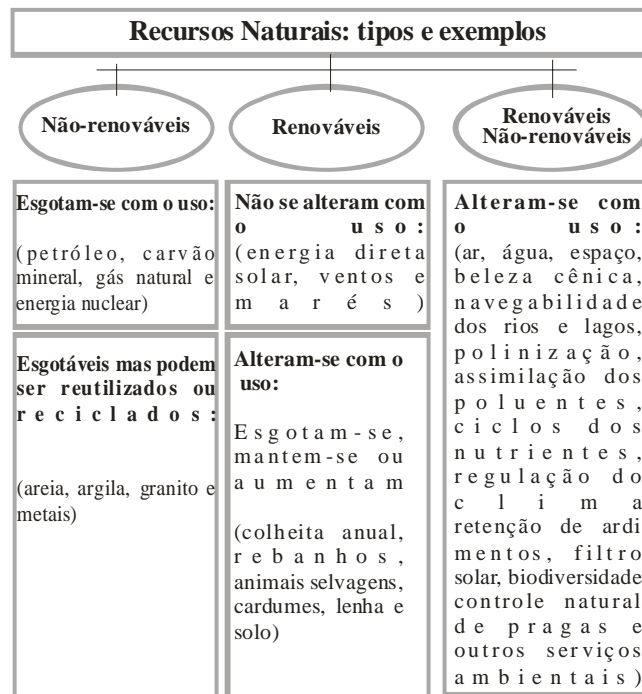 Recursos Naturais: tipos e exemplos
Não-renováveis
Renováveis
Renováveis
Não-renováveis
Esgotam-se com o uso:
(petróleo, carvão
mineral, gás natural e
energia nuclear)
Esgotáveis mas podem
ser reutilizados ou
reciclados:
(areia, argila, granito e
metais)
Não se alteram com
o uso:
(energia direta
solar, ventos e
marés)
Alteram-se com o
uso:
Esgotam-se,
mantem-se ou
aumentam
(colheita anual,
rebanhos,
animais selvagens,
cardumes, lenha e
solo)
Alteram-se com
o uso:
(ar, água, espaço,
beleza cênica,
navegabilidade
dos rios e lagos,
polinização,
assimilação dos
poluentes,
ciclos dos
nutrientes,
regulação do
clima
retenção de ardi
mentos, filtro
solar, biodiversidade
controle natural
de pragas e
outros serviços
ambientais)